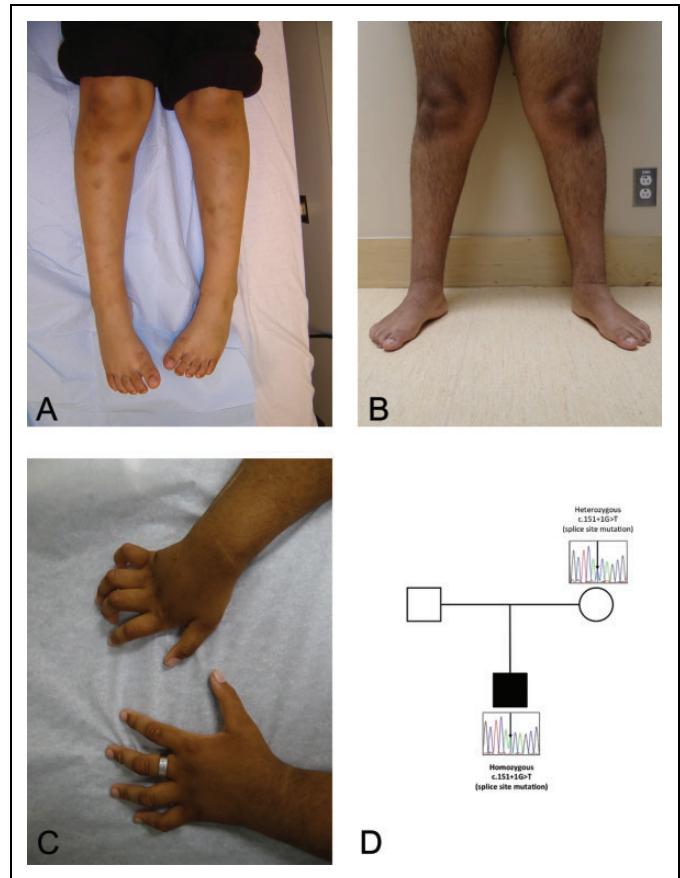 A
B
C
Heterozygous
c.151+1G>T
(splice site mutation)
Homozygous
c.151+1G>T
(splice site mutation)
D